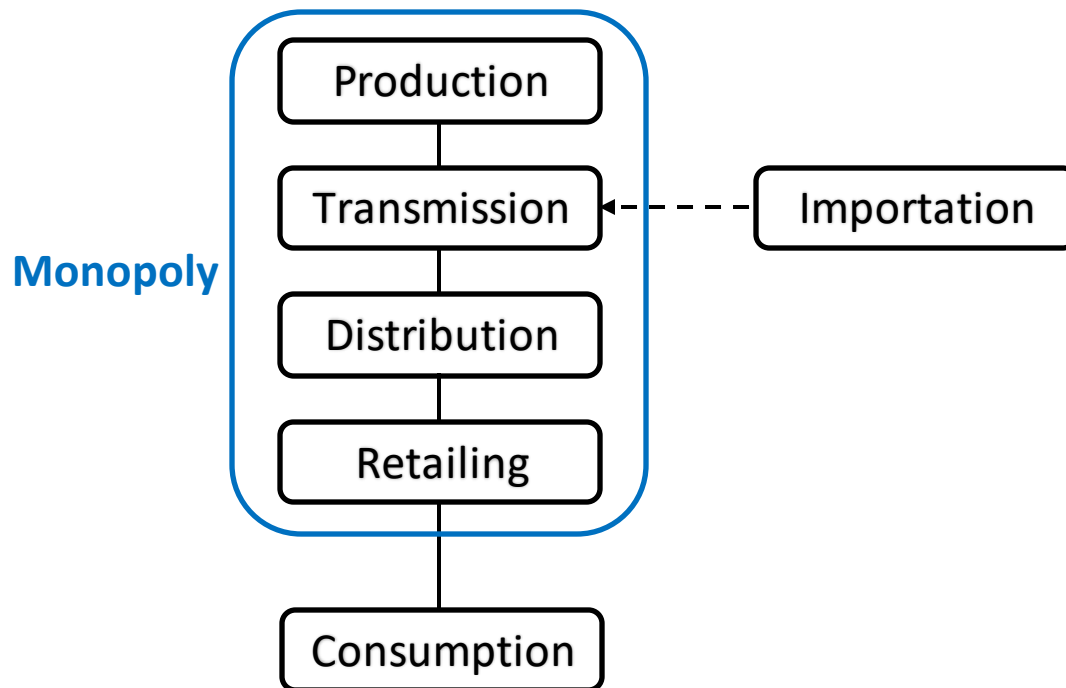 Production
Transmission
Importation
Monopoly
Distribution
Retailing
Consumption